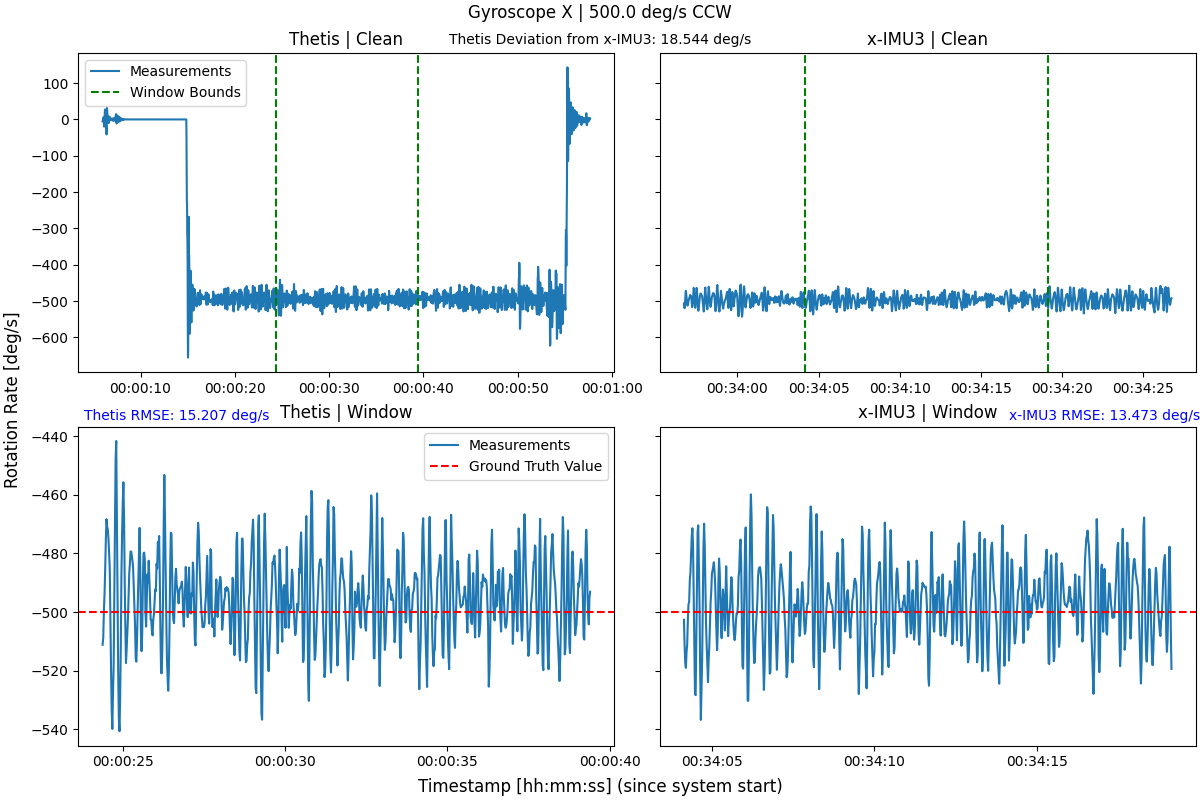 Gyroscope X | 500.0 deg/s CCW
Thetis | Clean
Thetis Deviation from x-IMU3: 18.544 deg/s
x-IMU3 | Clean
Measurements
Window Bounds
100
0
−100
−200
−300
−400
−500
−600
00:00:10
00:00:20
00:00:30
00:00:40
00:00:50
00:01:00
00:34:00
00:34:05
00:34:10
00:34:15
00:34:20
00:34:25
Rotation Rate [deg/s]
Thetis RMSE: 15.207 deg/s
Thetis | Window
x-IMU3 | Window
x-IMU3 RMSE: 13.473 deg/s
Measurements
Ground Truth Value
−440
−460
−480
−500
−520
−540
00:00:25
00:00:30
00:00:35
00:00:40
00:34:05
00:34:10
00:34:15
Timestamp [hh:mm:ss] (since system start)